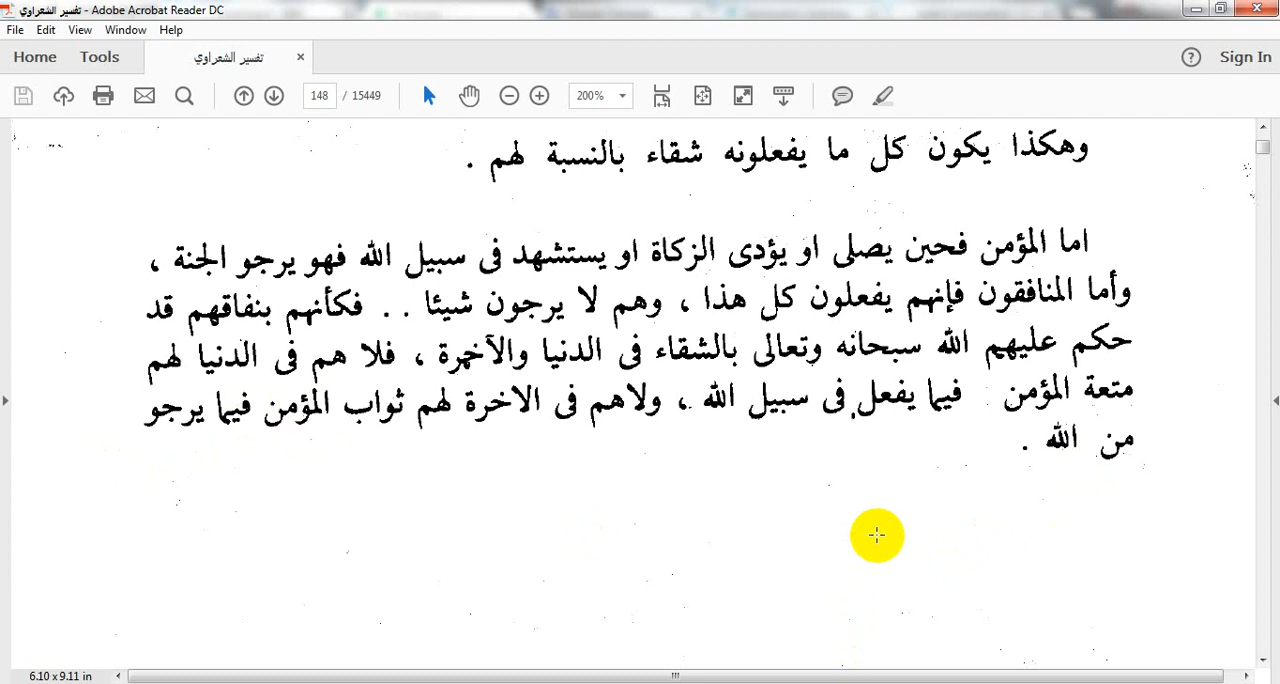 تفسير الشعراوي - Adobe Acrobat Reader DC
File Edit View Window Help
Home Tools تفسير الشعراوي × ? Sign In
148 / 15449 200%
وهكذا يكون كل ما يفعلونه شقاء بالنسبة لهم .
اما المؤمن فحين يصلى او يؤدى الزكاة او يستشهد فى سبيل الله فهو يرجو الجنة ،
وأما المنافقون فإنهم يفعلون كل هذا ، وهم لا يرجون شيئا . . فكأنهم بنفاقهم قد
حكم عليهم الله سبحانه وتعالى بالشقاء فى الدنيا والآخرة ، فلا هم فى الدنيا لهم
متعة المؤمن فيما يفعل فى سبيل الله ، ولاهم فى الاخرة لهم ثواب المؤمن فيما يرجو
من الله .
6.10 x 9.11 in